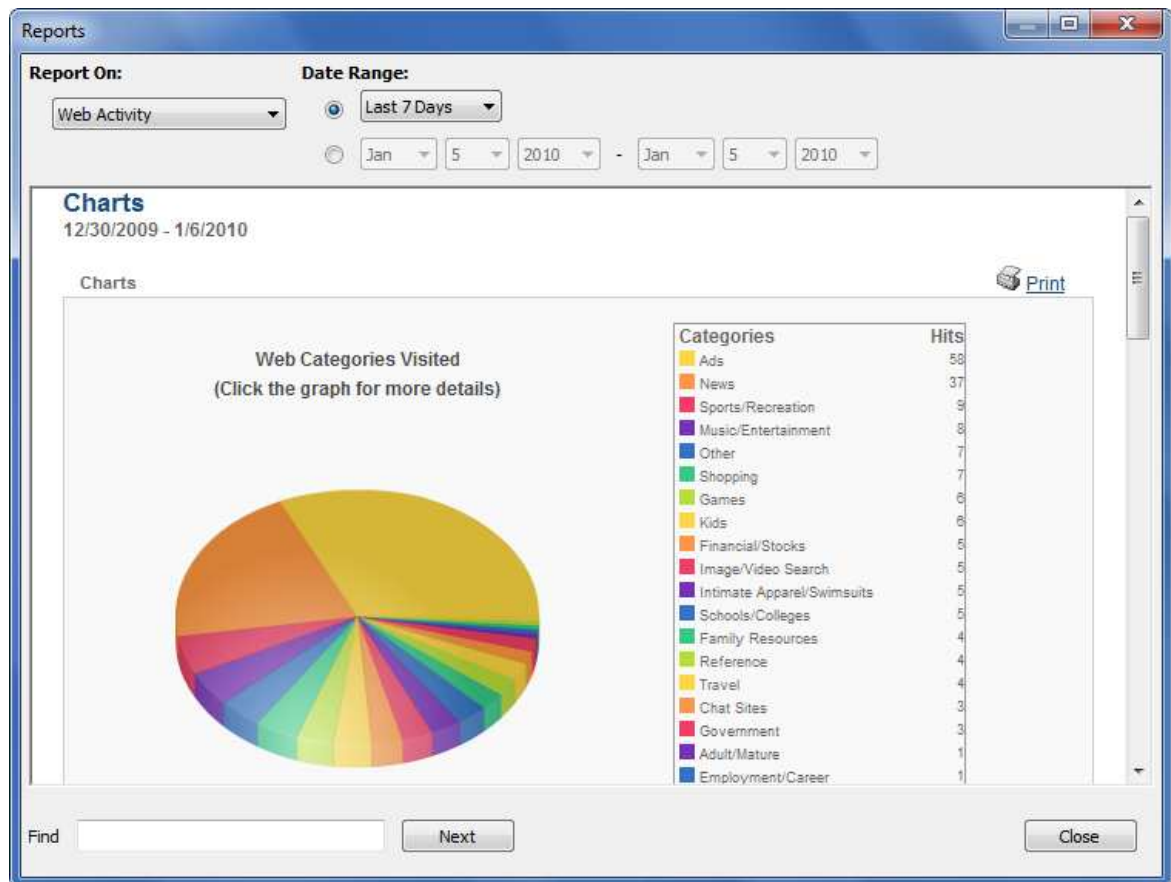 Reports
Report On: Date Range:
Web Activity Last 7 Days
Jan 5 2010 - Jan 5 2010
Charts
12/30/2009 - 1/6/2010
Charts Print
Web Categories Visited
(Click the graph for more details)
Categories Hits
Ads 58
News 37
Sports/Recreation 9
Music/Entertainment 8
Other 7
Shopping 7
Games 6
Kids 6
Financial/Stocks 5
Image/Video Search 5
Intimate Apparel/Swimsuits 5
Schools/Colleges 5
Family Resources 4
Reference 4
Travel 4
Chat Sites 3
Government 3
Adult/Mature 1
Employment/Career 1
Find Next Close